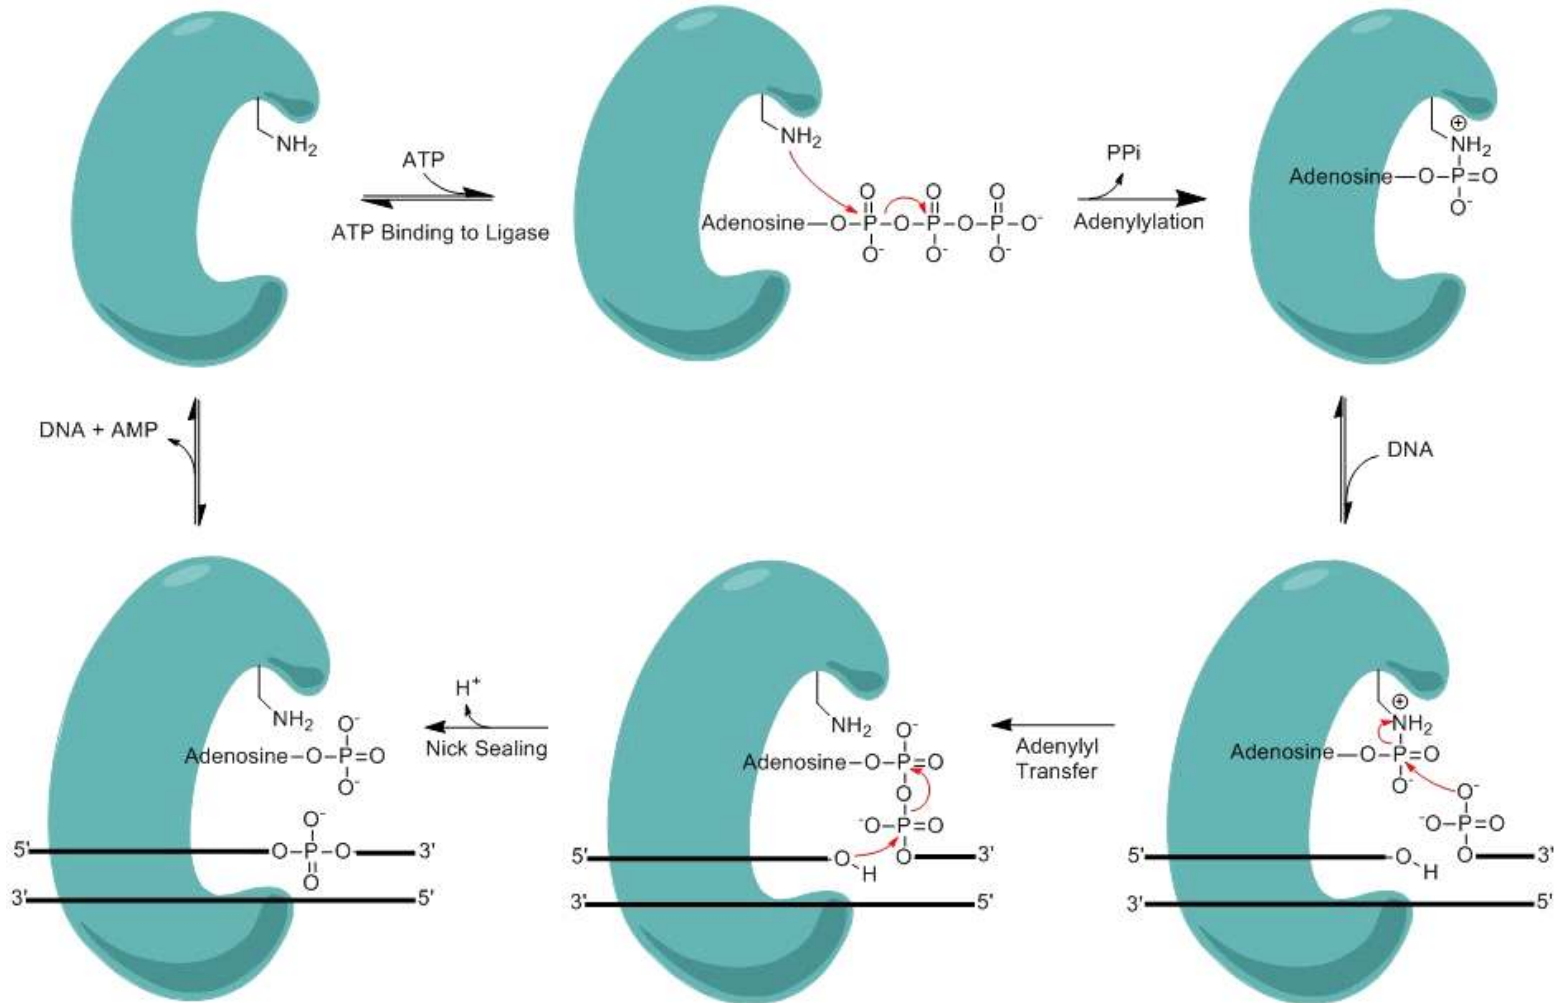 NH2
ATP
ATP Binding to Ligase
NH2
Adenosine—O—P—O—P—O—P—O-
O O O
O- O- O-
PPi
Adenylylation
⊕
NH2
Adenosine—O—P=O
O-
DNA + AMP
DNA
NH2
O-
Adenosine—O—P=O
O-
O-
5' O—P—O 3'
O
3' 5'
H+
Nick Sealing
NH2
O-
Adenosine—O—P=O
O
-O—P=O
5' O O 3'
H
3' 5'
Adenylyl
Transfer
⊕
NH2
Adenosine—O—P=O
O- O-
-O—P=O
5' O O 3'
H
3' 5'